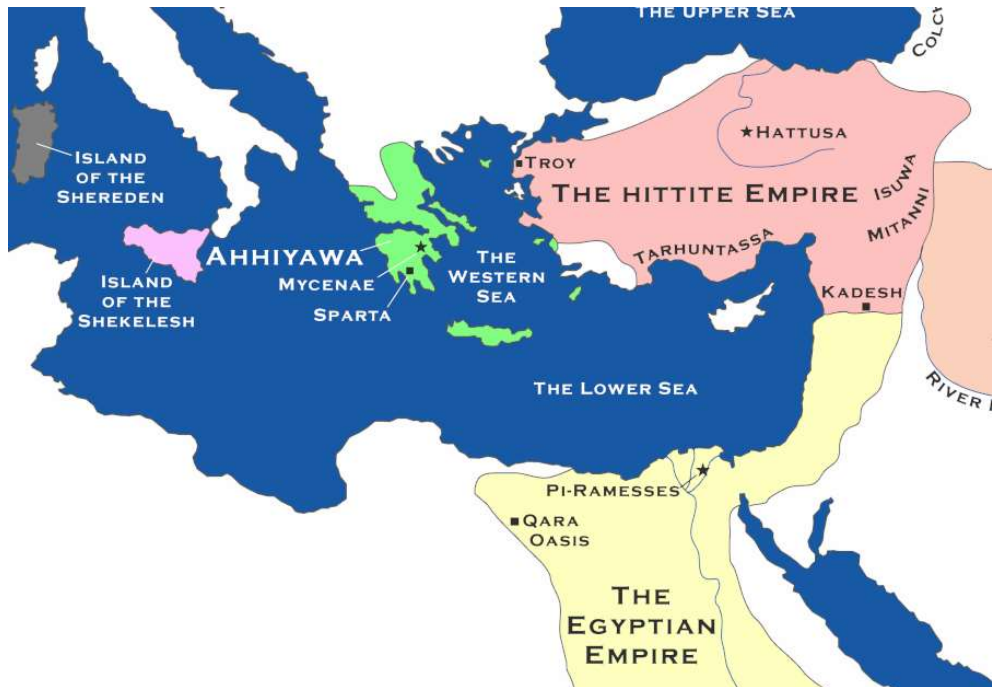 THE UPPER SEA
COLC
HATTUSA
TROY
THE HITTITE EMPIRE
ISUWA
MITANNI
TARHUNTASSA
KADESH
ISLAND
OF THE
SHEREDEN
AHHIYAWA
MYCENAE
SPARTA
THE
WESTERN
SEA
ISLAND
OF THE
SHEKELESH
THE LOWER SEA
RIVER
PI-RAMESSES
QARA
OASIS
THE
EGYPTIAN
EMPIRE